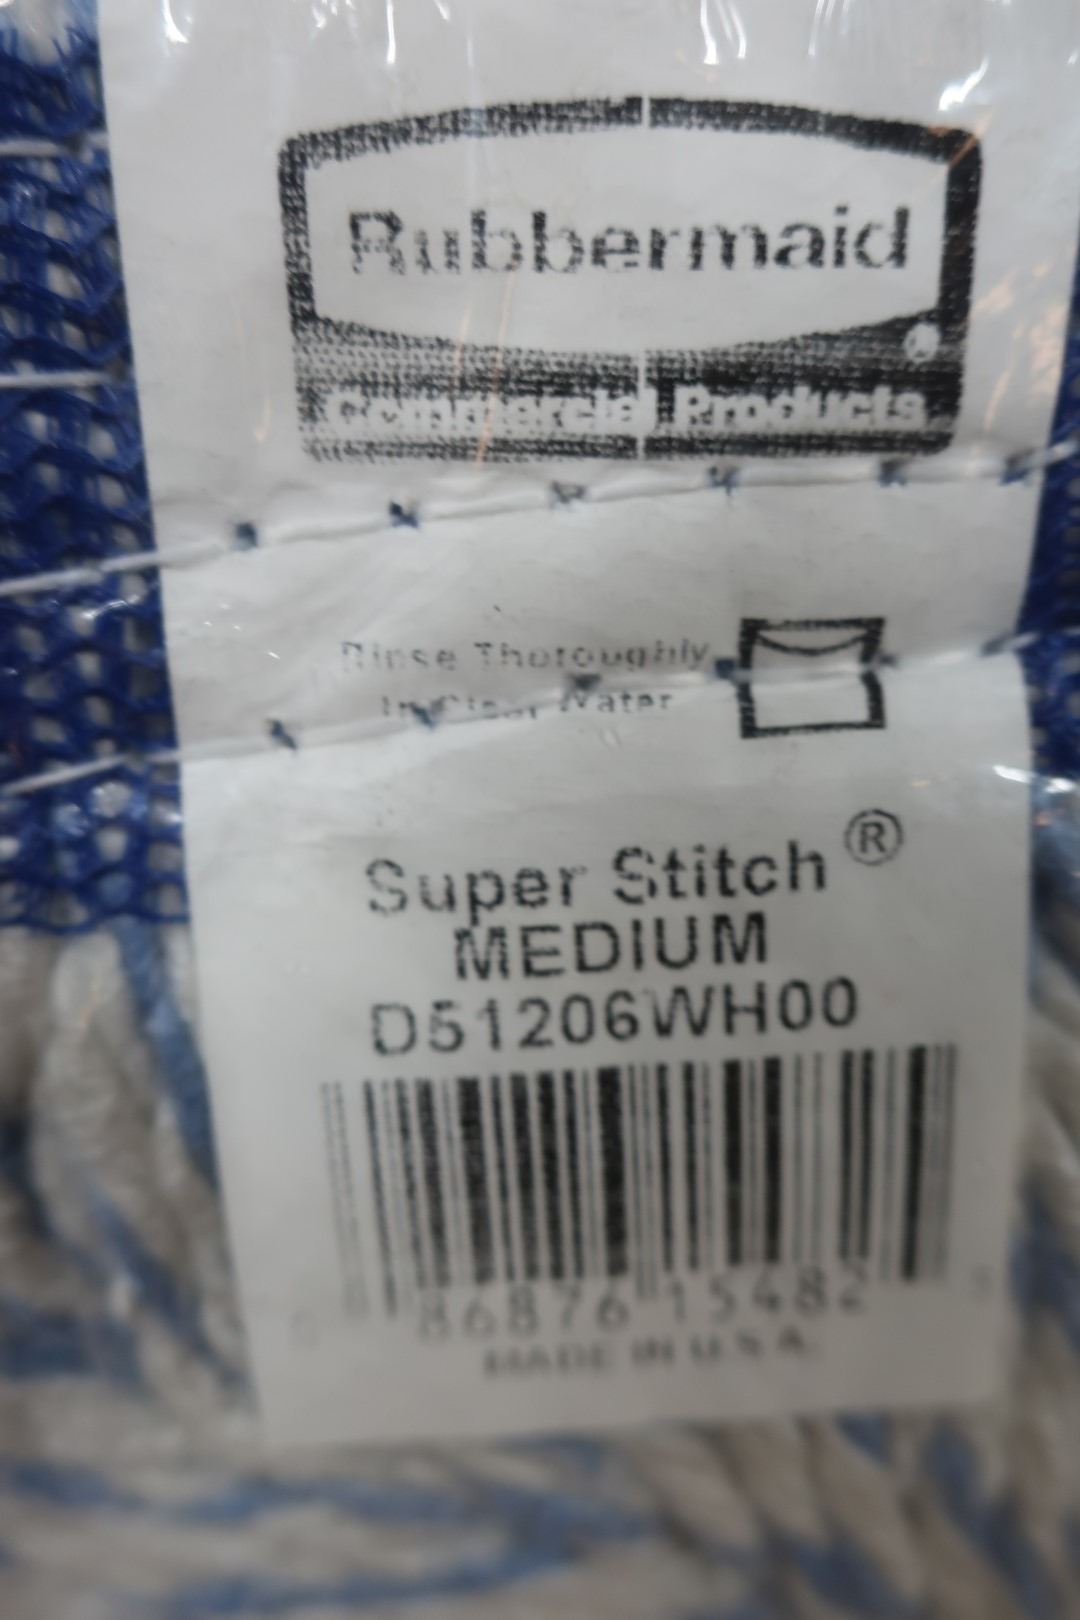 Rubbermaid
Commercial Products
Rinse Thoroughly
In Clear Water
Super Stitch ®
MEDIUM
D51206WH00
86876 15482
MADE IN U.S.A.